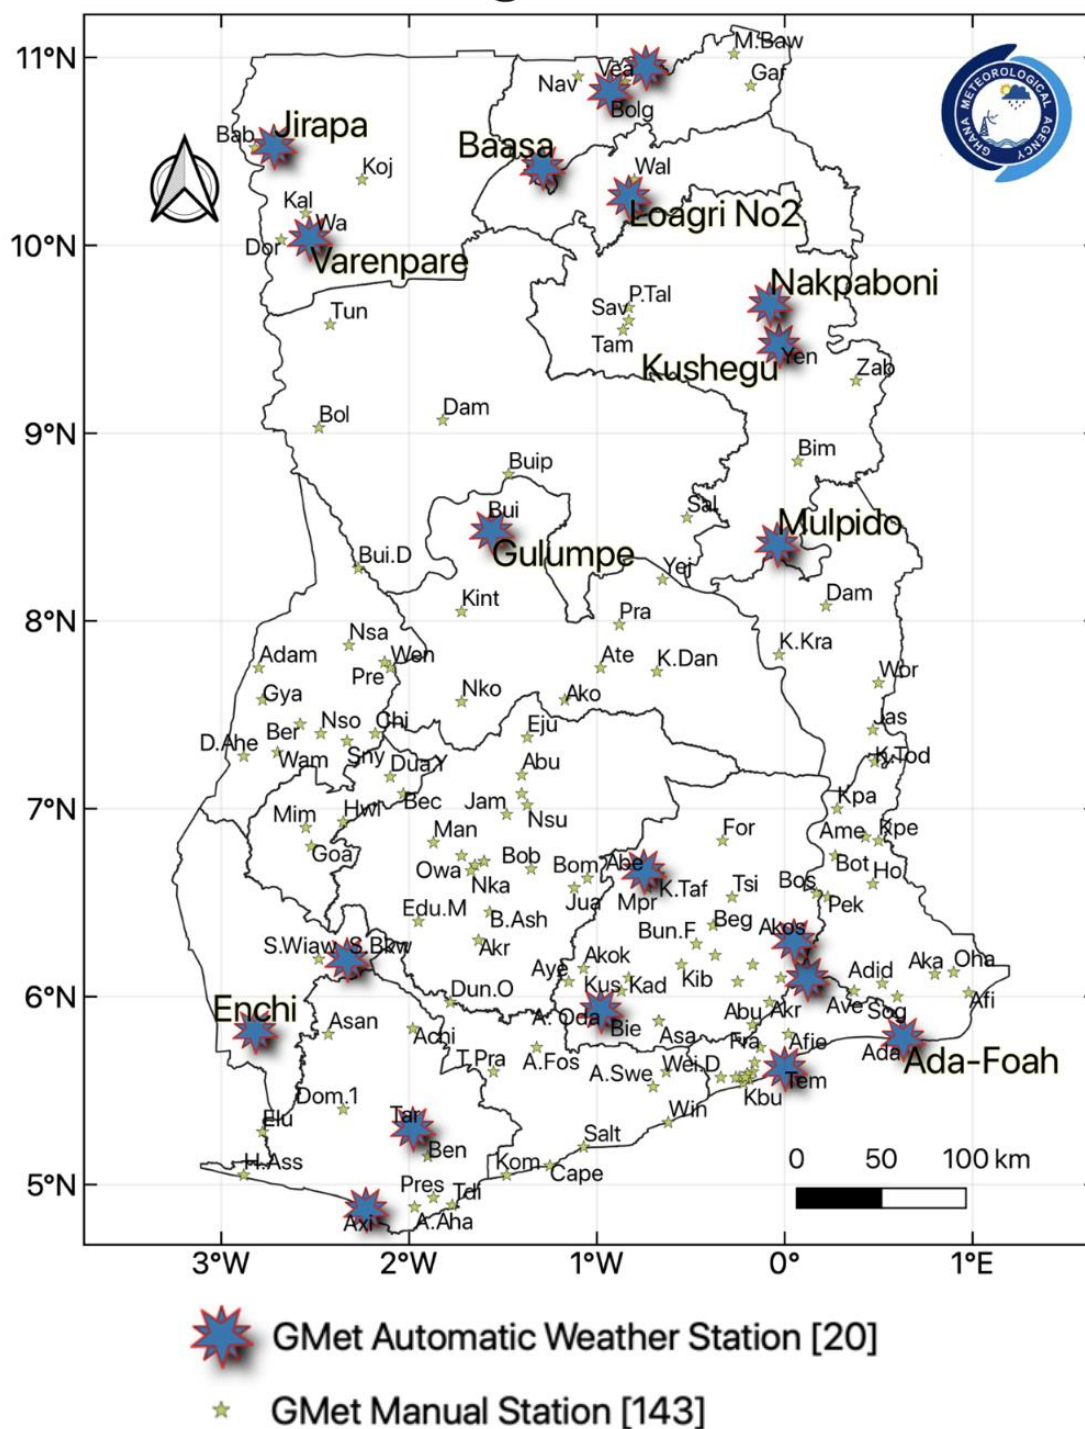 11°N
M.Baw
Vea
Nav
Gar
Bolg
GHANA METEOROLOGICAL AGENCY
Bab
Jirapa
Baasa
Koj
Wal
Kal
Loagri No2
Wa
10°N
Dor
Varenpare
Nakpaboni
P.Tal
Sav
Tun
Tam
Yen
Kushegu
Zab
Dam
Bol
9°N
Bim
Buip
Bui
Sal
Mulpido
Gulumpe
Bui.D
Yej
Dam
Kint
Pra
8°N
Nsa
K.Kra
Adam
Wen
Ate
K.Dan
Pre
Wor
Gya
Nko
Ako
Nso
Chi
Jas
Ber
Eju
D.Ahe
Sny
K.Tod
Wam
Dua.Y
Abu
Bec
Jam
Kpa
7°N
Hwi
Mim
Nsu
Man
For
Ame
Kpe
Goa
Bob
Bom
Abe
Bot
Ho
Owa
Nka
K.Taf
Tsi
Bos
Jua
Mpr
Pek
Edu.M
B.Ash
Beg
Akos
Bun.F
S.Wiaw
S.Bkw
Akr
Akok
Aye
Kus
Kad
Kib
Adid
Aka
Oha
6°N
Dun.O
Enchi
A. Oda
Abu
Akr
Ave
Sog
Afi
Asan
Achi
Bie
Asa
Fra
Afie
Ada
Ada-Foah
T.Pra
A.Fos
A.Swe
Wei.D
Tem
Dom.1
Kbu
Elu
Tar
Win
Ben
Salt
0 50 100 km
H.Ass
Kom
Cape
5°N
Pres
Tdi
Axi
A.Aha
3°W 2°W 1°W 0° 1°E
GMet Automatic Weather Station [20]
GMet Manual Station [143]